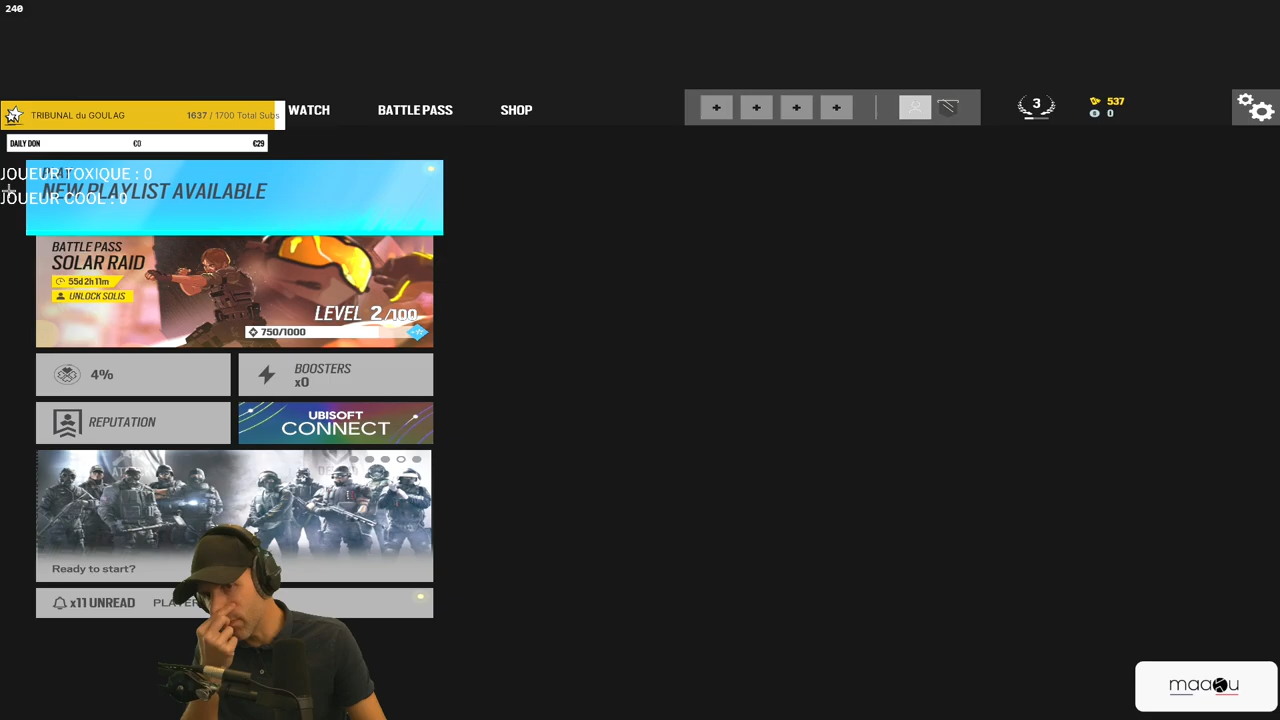 240
TRIBUNAL du GOULAG 1637 / 1700 Total Subs
WATCH BATTLE PASS SHOP
3
537
0
DAILY DON €0 €29
JOUEUR TOXIQUE : 0
NEW PLAYLIST AVAILABLE
JOUEUR COOL : 0
BATTLE PASS
SOLAR RAID
55d 2h 11m
UNLOCK SOLIS
LEVEL 2/100
750/1000
4%
BOOSTERS
x0
REPUTATION
UBISOFT
CONNECT
Ready to start?
x11 UNREAD
maaku